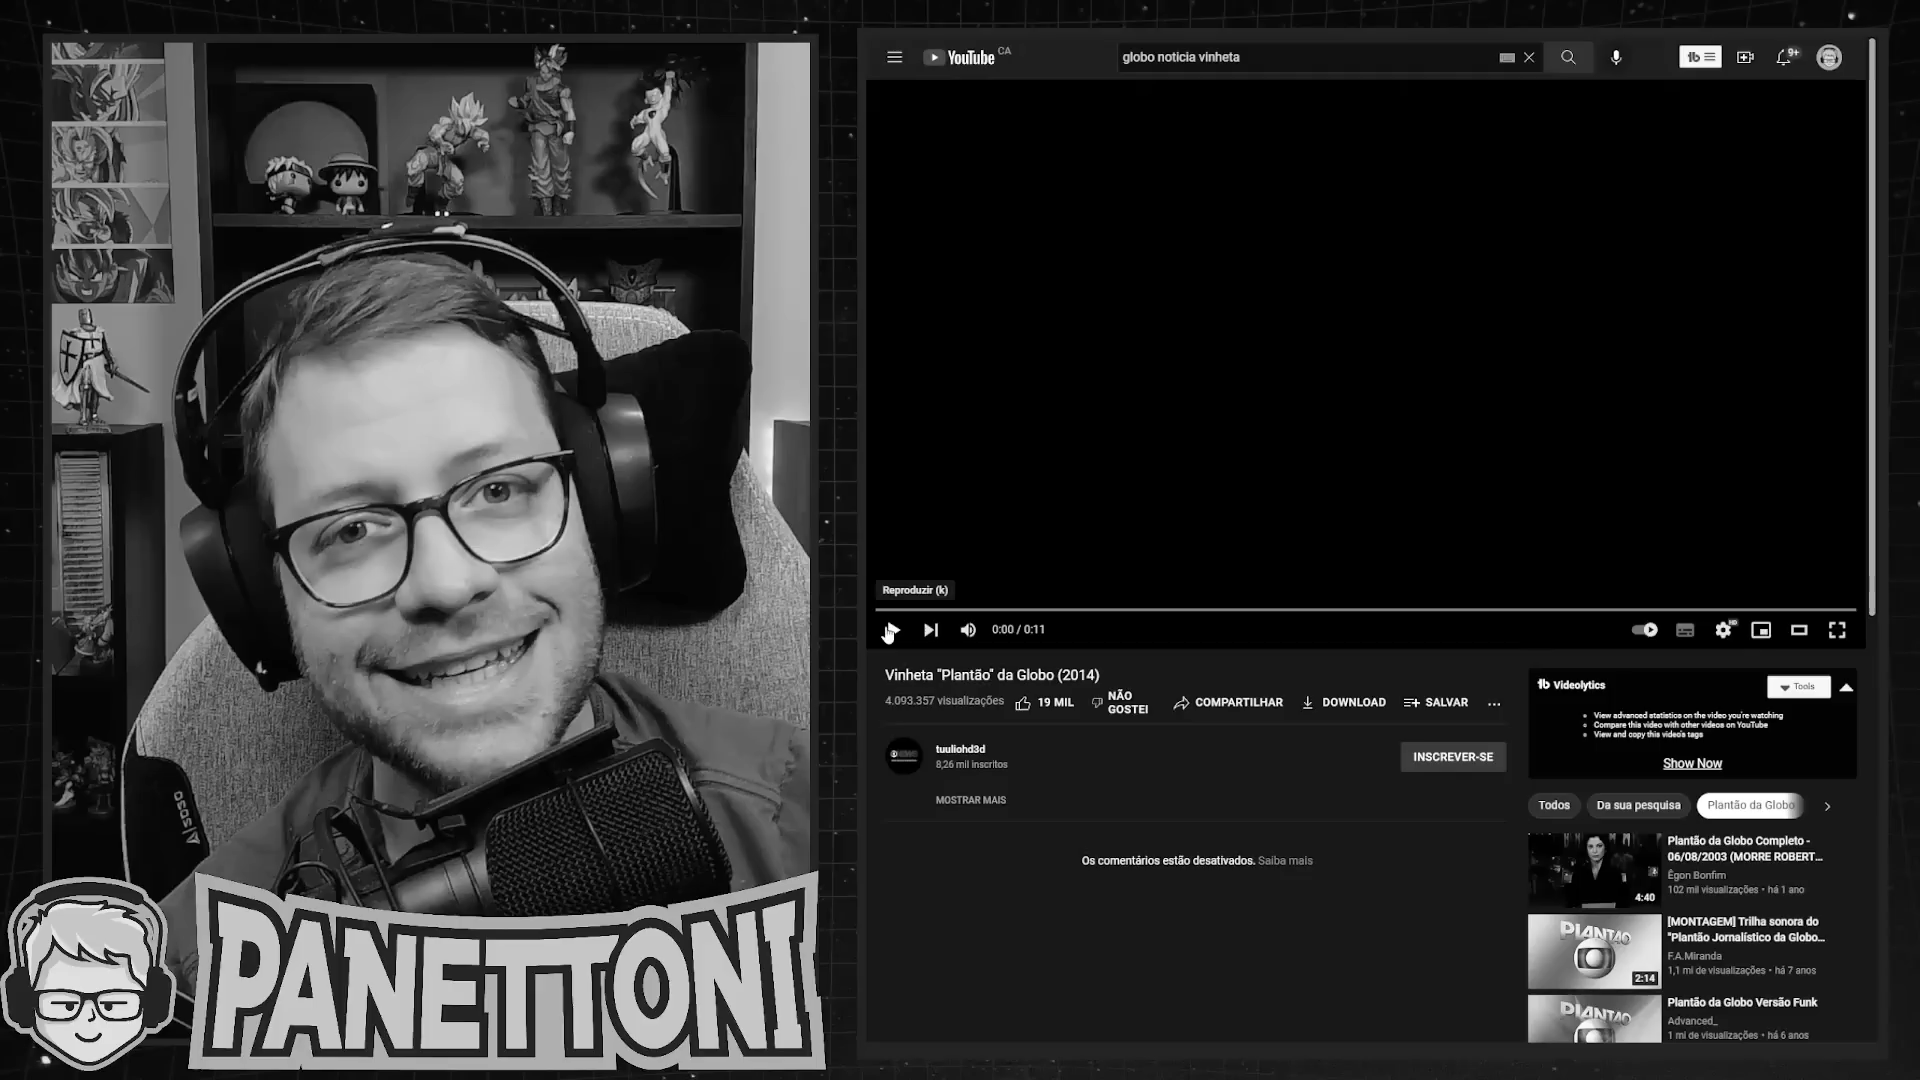 YouTube CA
globo noticia vinheta
9+
Reproduzir (k)
0:00 / 0:11
HD
Vinheta "Plantão" da Globo (2014)
4.093.357 visualizações
19 MIL
NÃO GOSTEI
COMPARTILHAR
DOWNLOAD
SALVAR
...
tuuliohd3d
8,26 mil inscritos
INSCREVER-SE
MOSTRAR MAIS
Os comentários estão desativados. Saiba mais
Videolytics
Tools
View advanced statistics on the video you're watching
Compare this video with other videos on YouTube
View and copy this video's tags
Show Now
Todos
Da sua pesquisa
Plantão da Globo
Plantão da Globo Completo -
06/08/2003 (MORRE ROBERT...
Êgon Bonfim
102 mil visualizações • há 1 ano
4:40
[MONTAGEM] Trilha sonora do
"Plantão Jornalístico da Globo...
F.A.Miranda
1,1 mi de visualizações • há 7 anos
PLANTÃO
2:14
Plantão da Globo Versão Funk
Advanced_
1 mi de visualizações • há 6 anos
PLANTÃO
PANETTONI